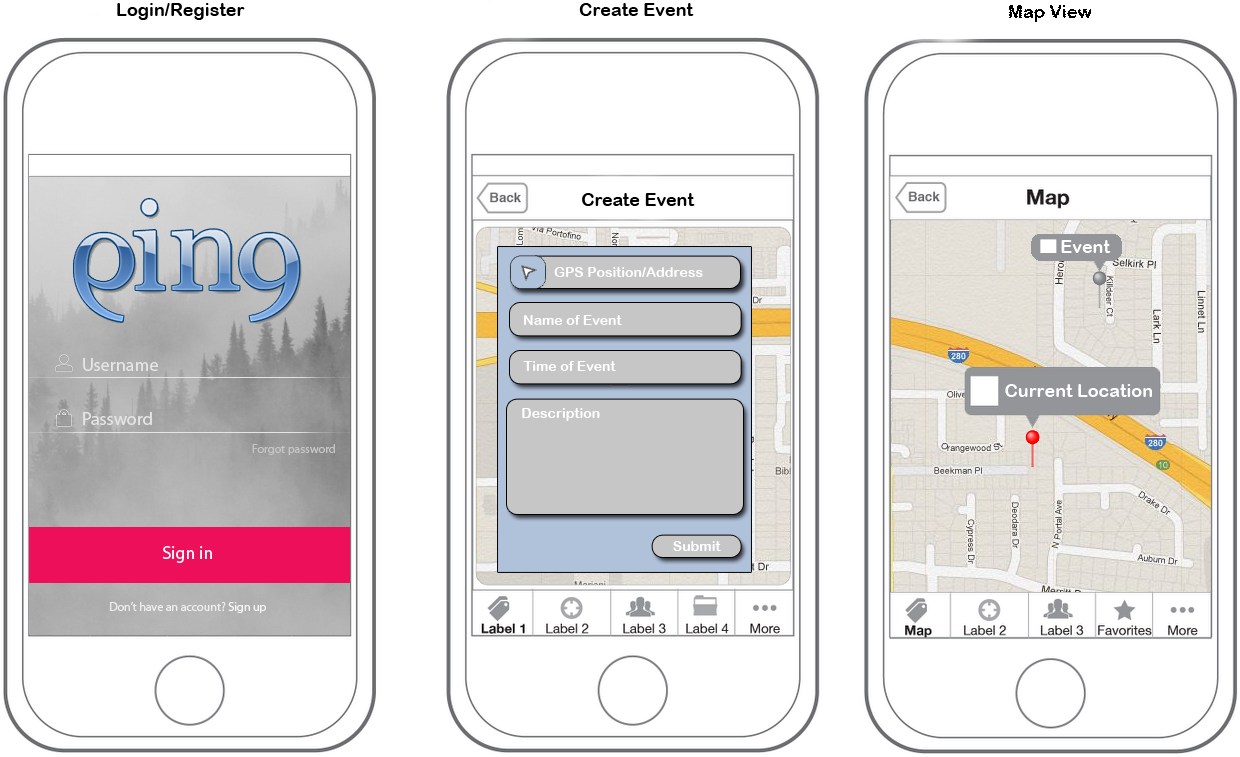 Login/Register
Create Event
Map View
ping
Username
Password
Forgot password
Sign in
Don't have an account? Sign up
Back
Create Event
Via Portofino
Dr
GPS Position/Address
Name of Event
Time of Event
Description
Submit
Bibl
t Dr
Mariani
Label 1
Label 2
Label 3
Label 4
More
Back
Map
Event
Selkirk Pl
Killdeer Ct
Lark Ln
Linnet Ln
280
Current Location
Olive
Orangewood St
280
10
Beekman Pl
Drake Dr
N Portal Ave
Deodara Dr
Cypress Dr
Auburn Dr
Merritt Dr
Map
Label 2
Label 3
Favorites
More